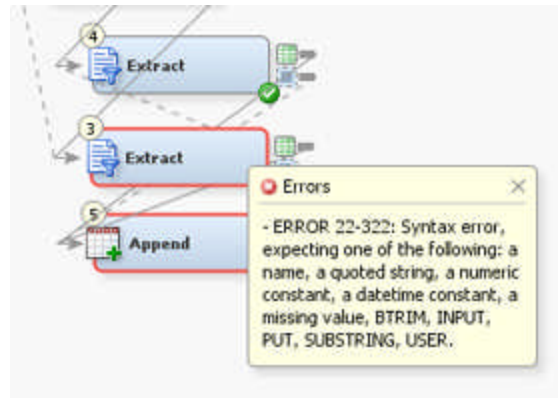 4
Extract
3
Extract
5
Append
Errors
- ERROR 22-322: Syntax error,
expecting one of the following: a
name, a quoted string, a numeric
constant, a datetime constant, a
missing value, BTRIM, INPUT,
PUT, SUBSTRING, USER.